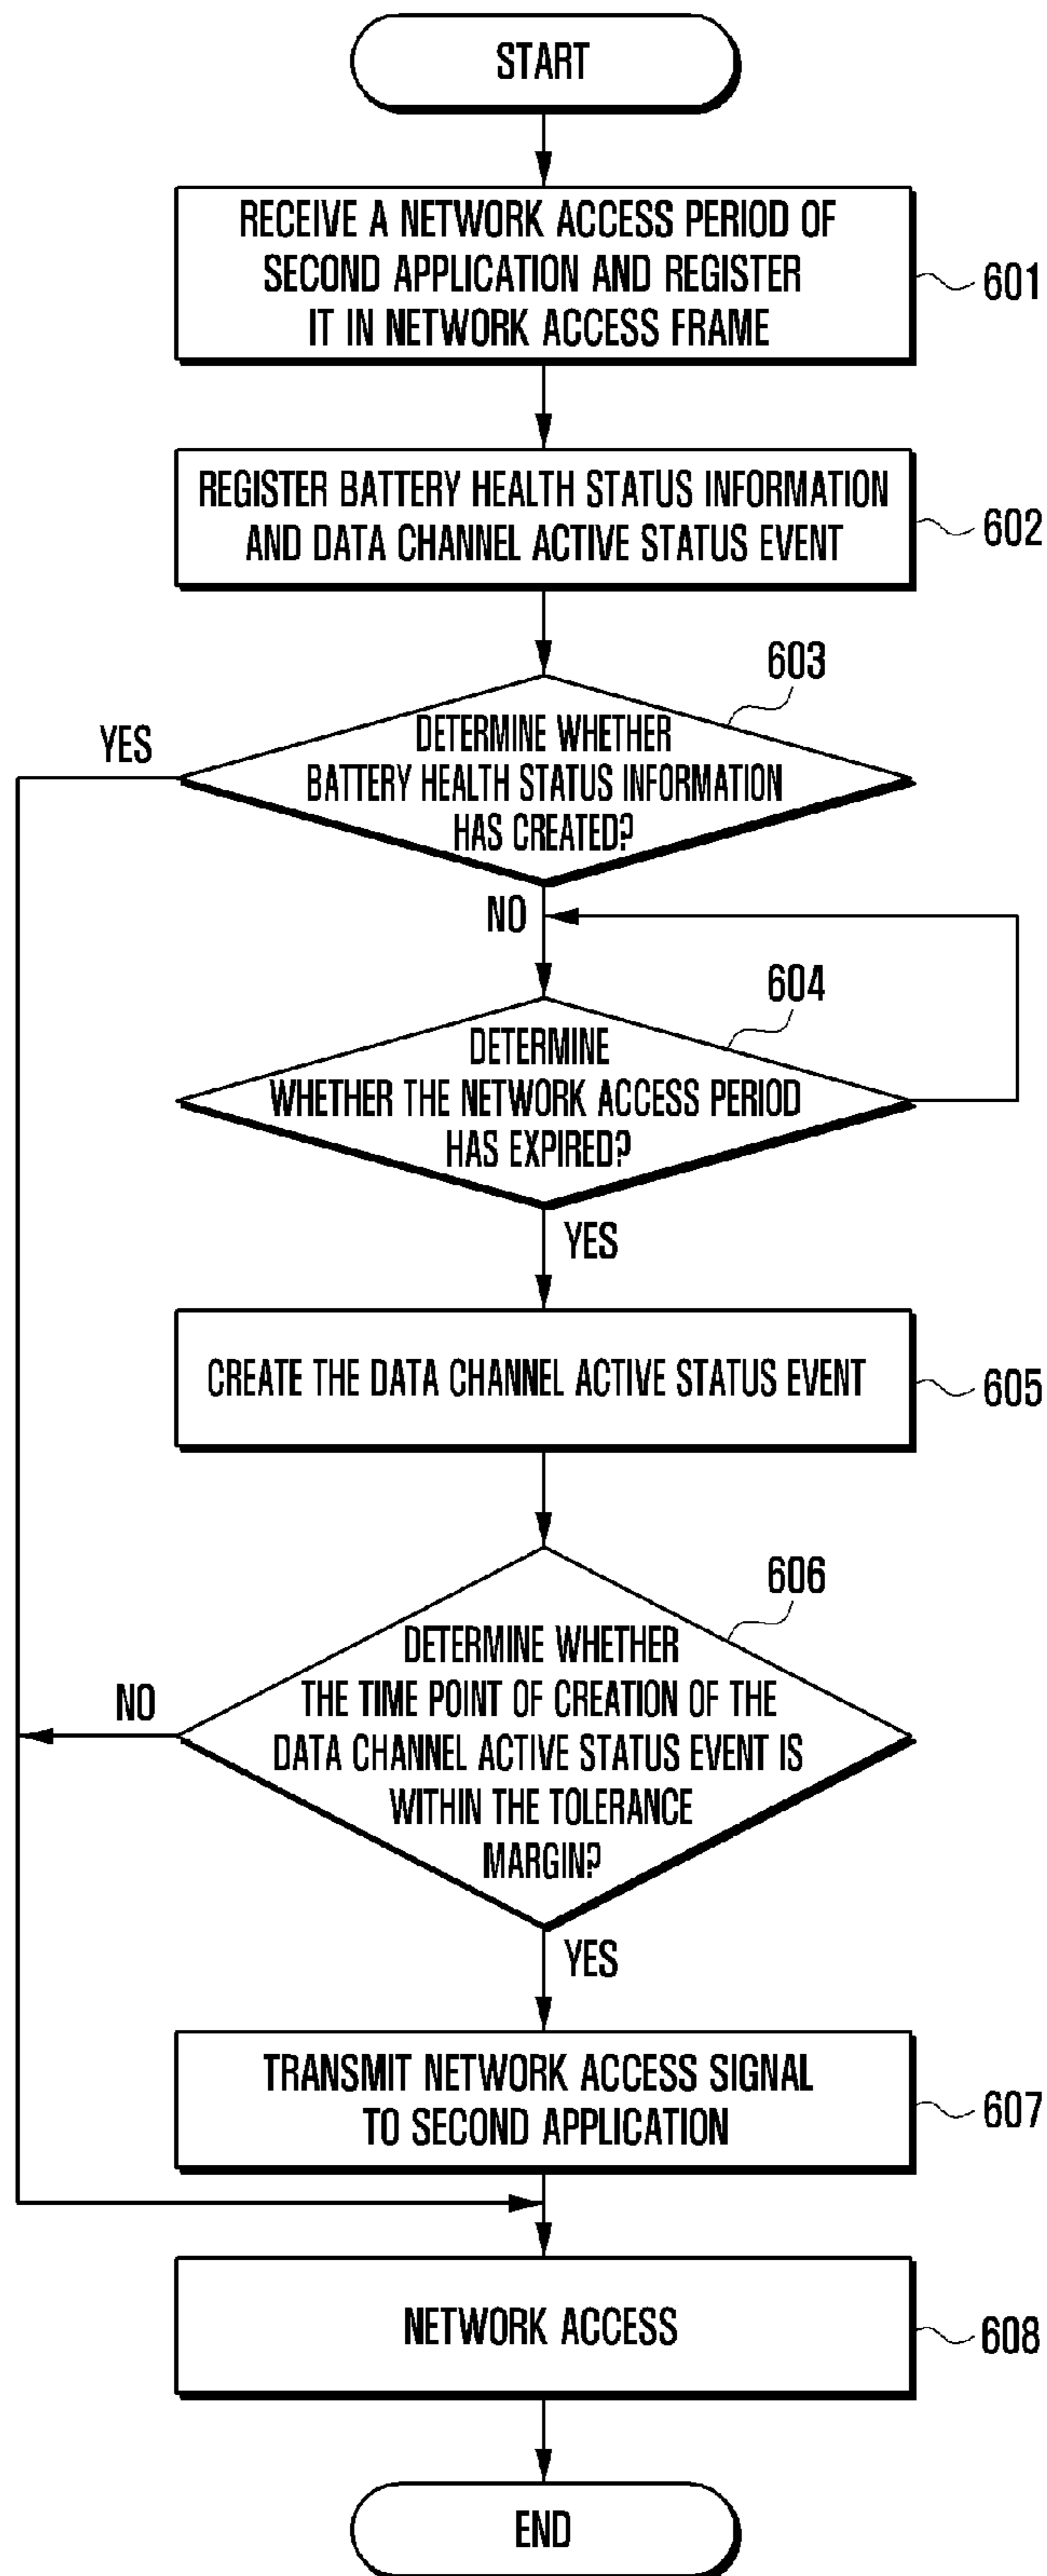 START
RECEIVE A NETWORK ACCESS PERIOD OF
SECOND APPLICATION AND REGISTER
IT IN NETWORK ACCESS FRAME
601
REGISTER BATTERY HEALTH STATUS INFORMATION
AND DATA CHANNEL ACTIVE STATUS EVENT
602
603
YES
DETERMINE WHETHER
BATTERY HEALTH STATUS INFORMATION
HAS CREATED?
NO
604
DETERMINE
WHETHER THE NETWORK ACCESS PERIOD
HAS EXPIRED?
YES
CREATE THE DATA CHANNEL ACTIVE STATUS EVENT
605
606
DETERMINE WHETHER
THE TIME POINT OF CREATION OF THE
DATA CHANNEL ACTIVE STATUS EVENT IS
WITHIN THE TOLERANCE
MARGIN?
NO
YES
TRANSMIT NETWORK ACCESS SIGNAL
TO SECOND APPLICATION
607
NETWORK ACCESS
608
END